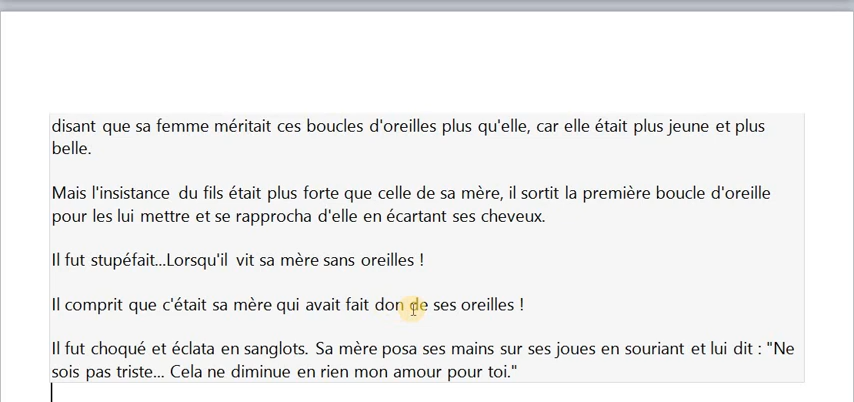 disant que sa femme méritait ces boucles d'oreilles plus qu'elle, car elle était plus jeune et plus
belle.
Mais l'insistance du fils était plus forte que celle de sa mère, il sortit la première boucle d'oreille
pour les lui mettre et se rapprocha d'elle en écartant ses cheveux.
Il fut stupéfait...Lorsqu'il vit sa mère sans oreilles !
Il comprit que c'était sa mère qui avait fait don de ses oreilles !
Il fut choqué et éclata en sanglots. Sa mère posa ses mains sur ses joues en souriant et lui dit : "Ne
sois pas triste... Cela ne diminue en rien mon amour pour toi."